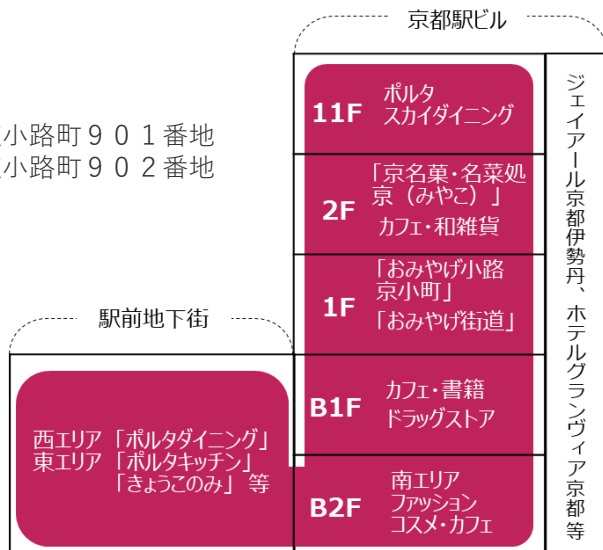 京都駅ビル
小路町901番地
小路町902番地
11F
ポルタ
スカイダイニング
2F
「京名菓・名菜処
京（みやこ）」
カフェ・和雑貨
1F
「おみやげ小路
京小町」
「おみやげ街道」
B1F
カフェ・書籍
ドラッグストア
B2F
南エリア
ファッション
コスメ・カフェ
ジェイアール京都伊勢丹、ホテルグランヴィア京都等
駅前地下街
西エリア「ポルタダイニング」
東エリア「ポルタキッチン」
「きょうこのみ」等